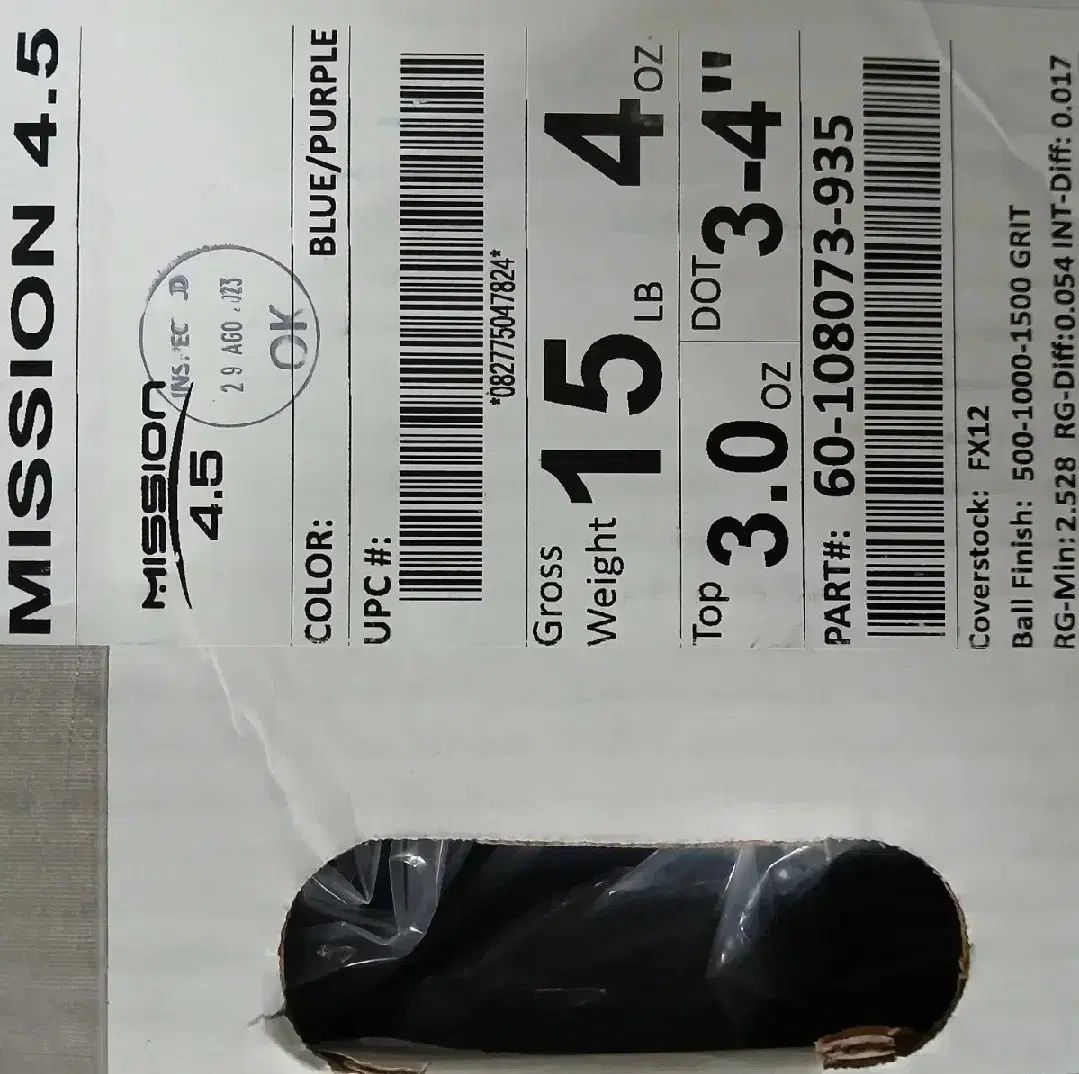 MISSION 4.5
MISSION
4.5
29 AGO
OK
COLOR: BLUE/PURPLE
UPC #:
*082775047824*
Gross Weight 15 LB 4 OZ
Top 3.0 OZ DOT 3-4"
PART#: 60-108073-935
Coverstock: FX12
Ball Finish: 500-1000-1500 GRIT
RG-Min: 2.528 RG-Diff:0.054 INT-Diff: 0.017